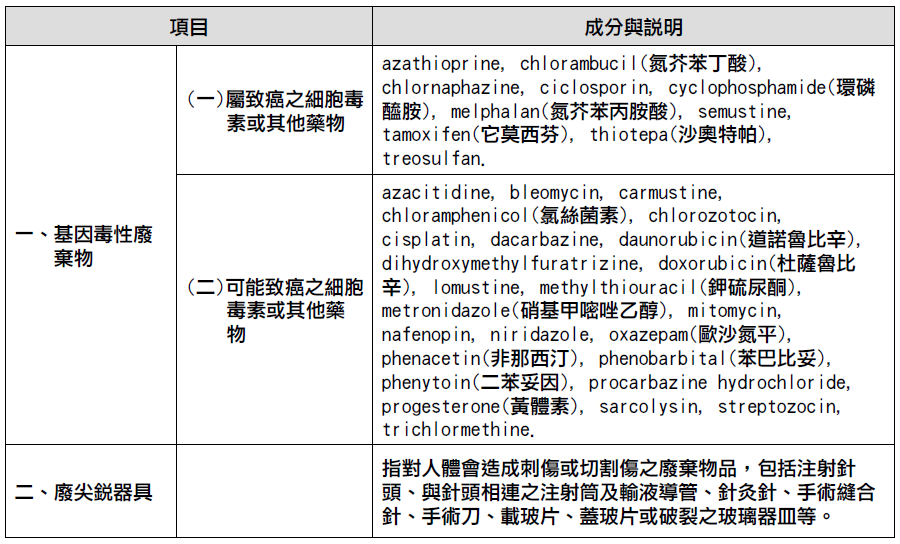 項目
成分與説明
一、基因毒性廢
棄物
(一)屬致癌之細胞毒
素或其他藥物
azathioprine, chlorambucil(氮芥苯丁酸),
chlornaphazine, ciclosporin, cyclophosphamide(環磷
醯胺), melphalan(氮芥苯丙胺酸), semustine,
tamoxifen(它莫西芬), thiotepa(沙奧特帕),
treosulfan.
(二)可能致癌之細胞
毒素或其他藥
物
azacitidine, bleomycin, carmustine,
chloramphenicol(氯絲菌素), chlorozotocin,
cisplatin, dacarbazine, daunorubicin(道諾魯比辛),
dihydroxymethylfuratrizine, doxorubicin(杜薩魯比
辛), lomustine, methylthiouracil(鉀硫尿酮),
metronidazole(硝基甲嘧唑乙醇), mitomycin,
nafenopin, niridazole, oxazepam(歐沙氮平),
phenacetin(非那西汀), phenobarbital(苯巴比妥),
phenytoin(二苯妥因), procarbazine hydrochloride,
progesterone(黃體素), sarcolysin, streptozocin,
trichlormethine.
二、廢尖鋭器具
指對人體會造成刺傷或切割傷之廢棄物品，包括注射針
頭、與針頭相連之注射筒及輸液導管、針灸針、手術縫合
針、手術刀、載玻片、蓋玻片或破裂之玻璃器皿等。